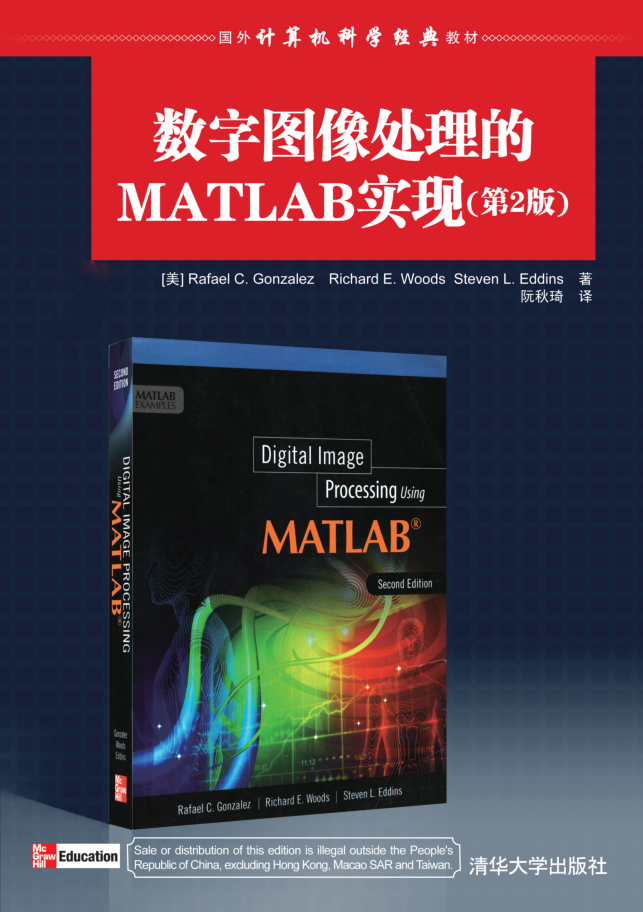 国外计算机科学经典教材
数字图像处理的
MATLAB实现(第2版)
[美] Rafael C. Gonzalez Richard E. Woods Steven L. Eddins 著
阮秋琦 译
SECOND
EDITION
DIGITAL IMAGE PROCESSING
Using
MATLAB®
Gonzalez
Woods
Eddins
Mc
Graw
Hill
MATLAB
EXAMPLES
Digital Image
Processing Using
MATLAB®
Second Edition
11.12
Rafael C. Gonzalez | Richard E. Woods | Steven L. Eddins
Mc
Graw
Hill Education
Sale or distribution of this edition is illegal outside the People's
Republic of China, excluding Hong Kong, Macao SAR and Taiwan.
清华大学出版社